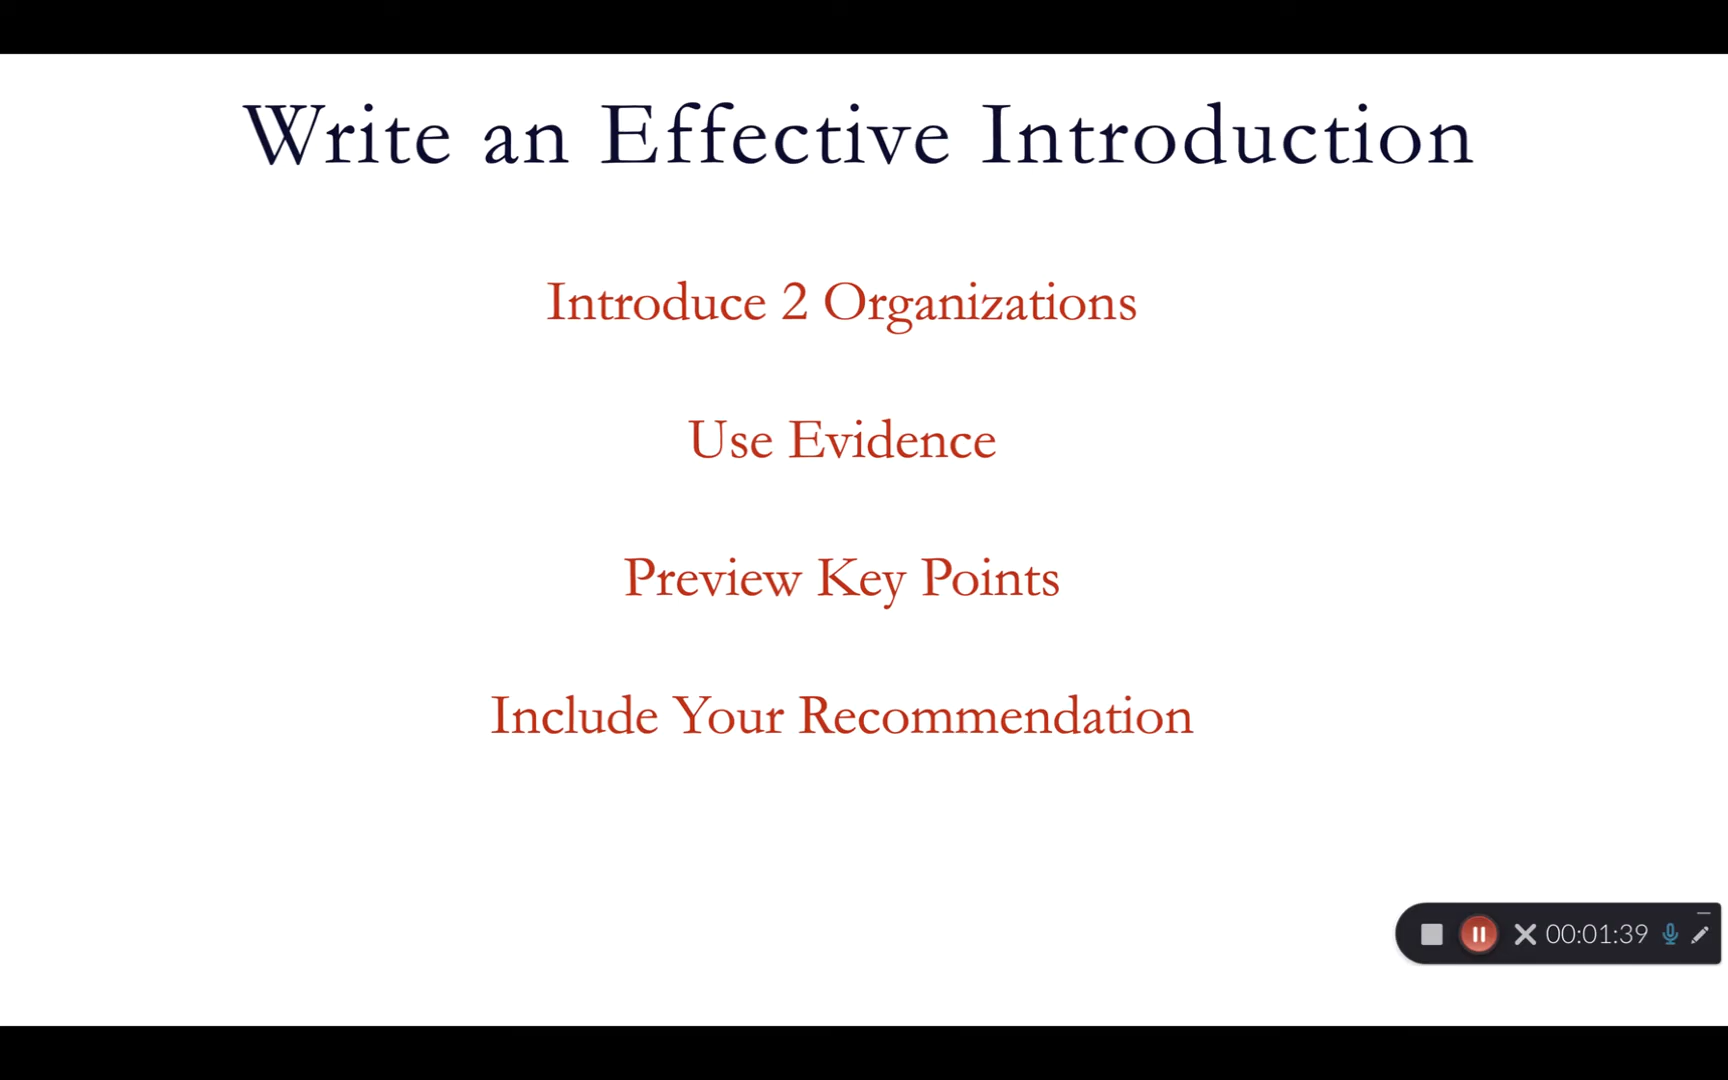 Write an Effective Introduction
Introduce 2 Organizations
Use Evidence
Preview Key Points
Include Your Recommendation
00:01:39